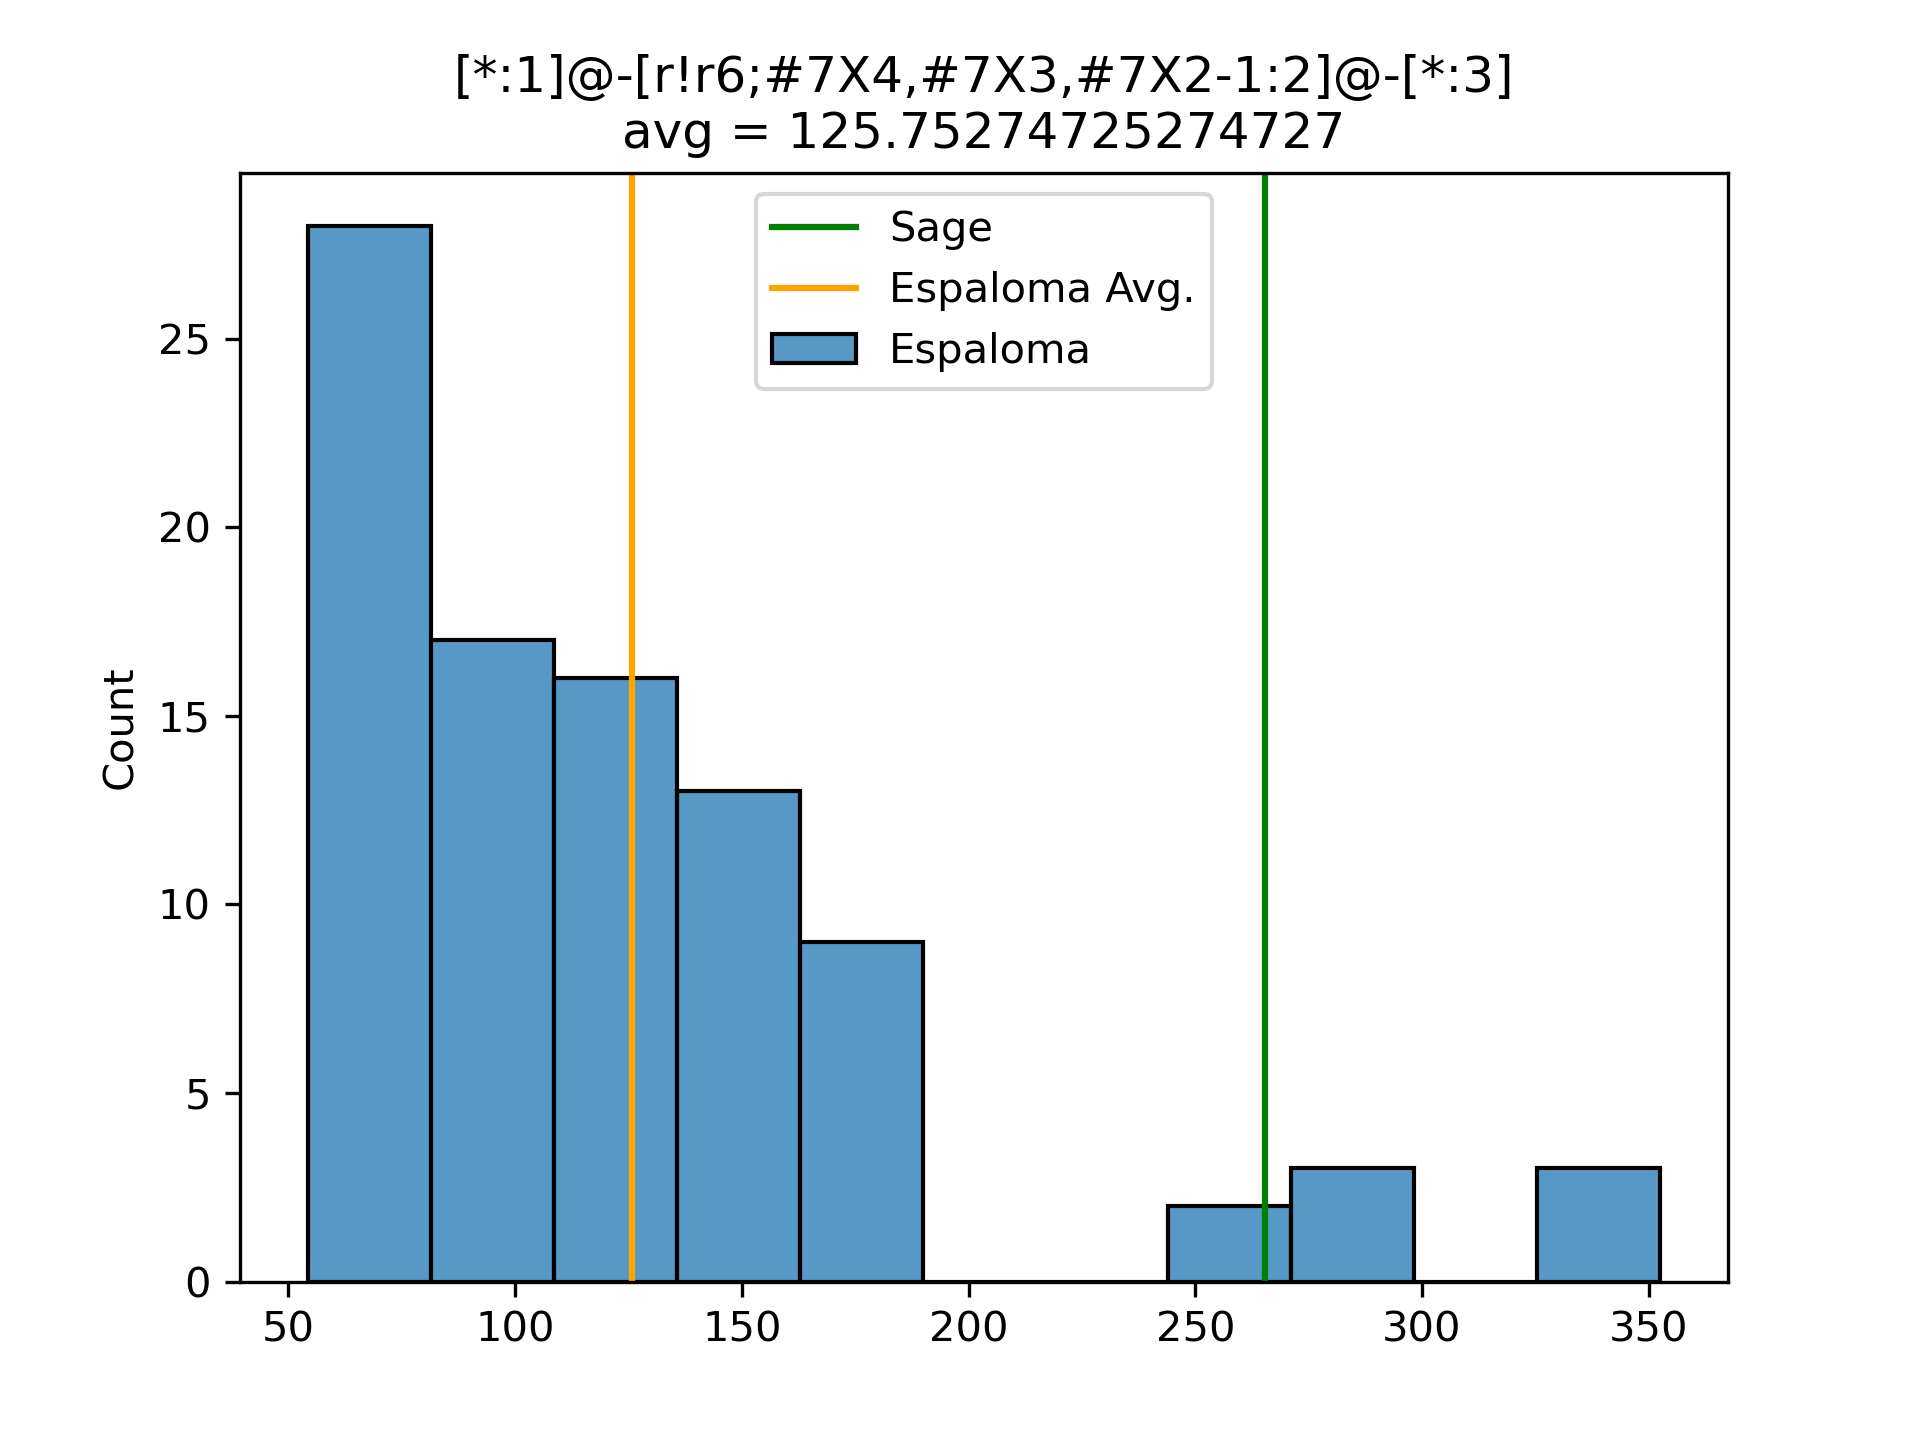 [*:1]@-[r!r6;#7X4,#7X3,#7X2-1:2]@-[*:3]
avg = 125.75274725274727
Sage
Espaloma Avg.
Espaloma
Count
25
20
15
10
5
0
50 100 150 200 250 300 350